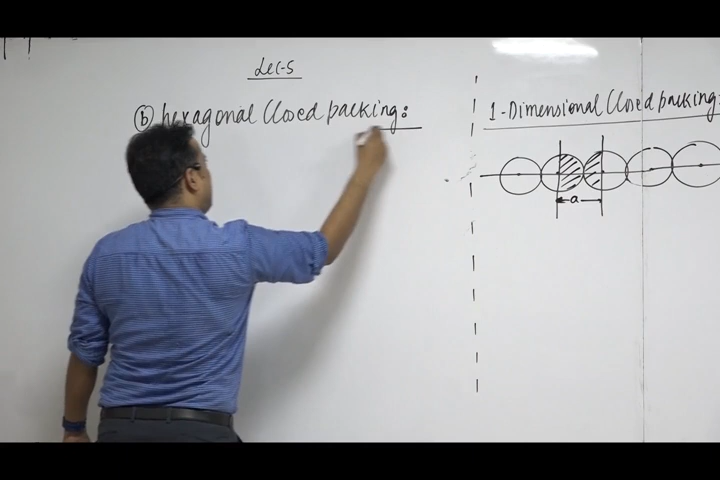 Lec-5
(b) hexagonal Closed packing:
1-Dimensional Closed packing:
a